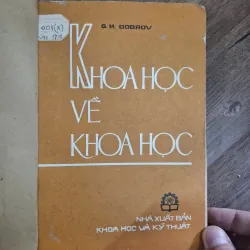 G. N. DOBROV
KHOA HỌC
VỀ
KHOA HỌC
NHÀ XUẤT BẢN
KHOA HỌC VÀ KỸ THUẬT